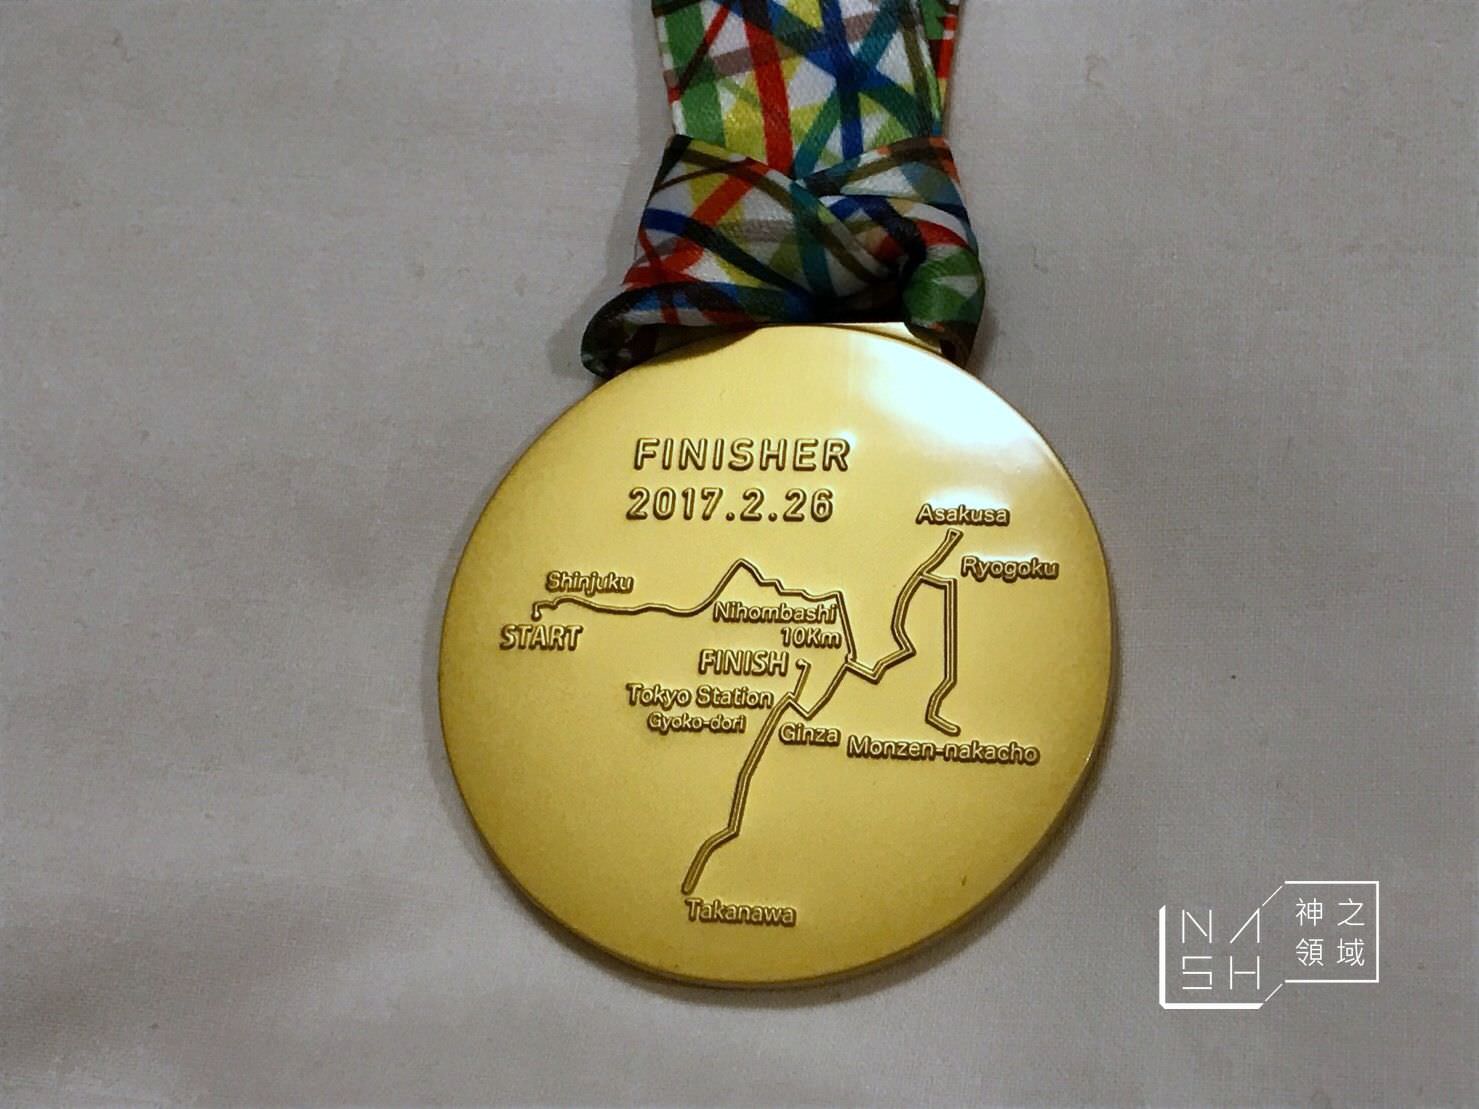 FINISHER
2017.2.26
Asakusa
Ryogoku
Shinjuku
START
Nihombashi
10Km
FINISH
Tokyo Station
Gyoko-dori
Ginza
Monzen-nakacho
Takanawa
NASH
神之
領域